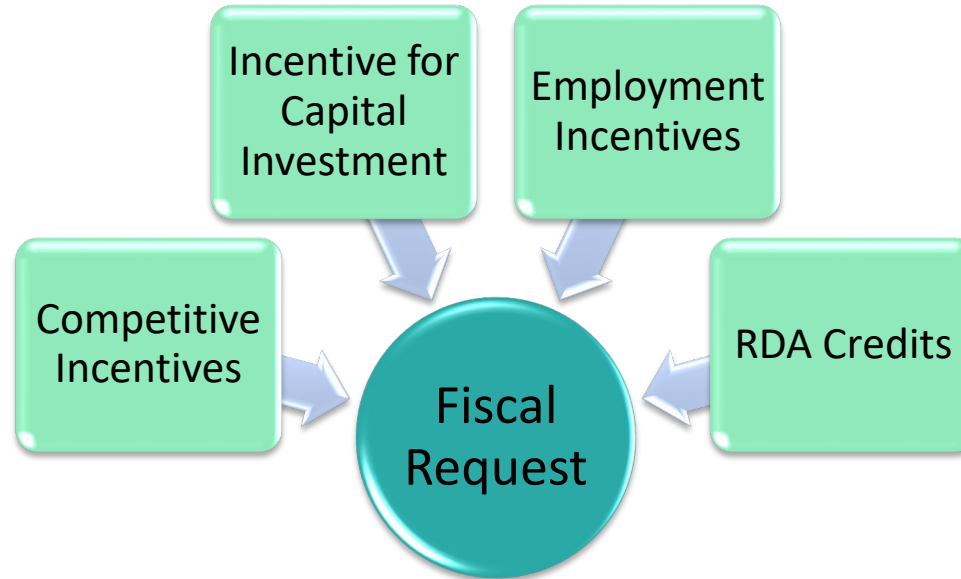 Incentive for
Capital
Investment
Employment
Incentives
Competitive
Incentives
RDA Credits
Fiscal
Request